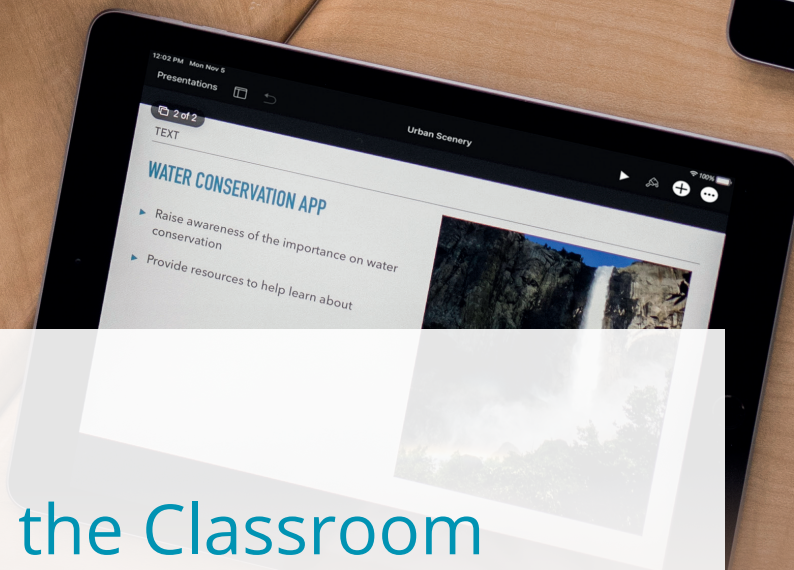 12:02 PM Mon Nov 5
Presentations
Urban Scenery
100%
2 of 2
TEXT
WATER CONSERVATION APP
Raise awareness of the importance on water
conservation
Provide resources to help learn about
the Classroom